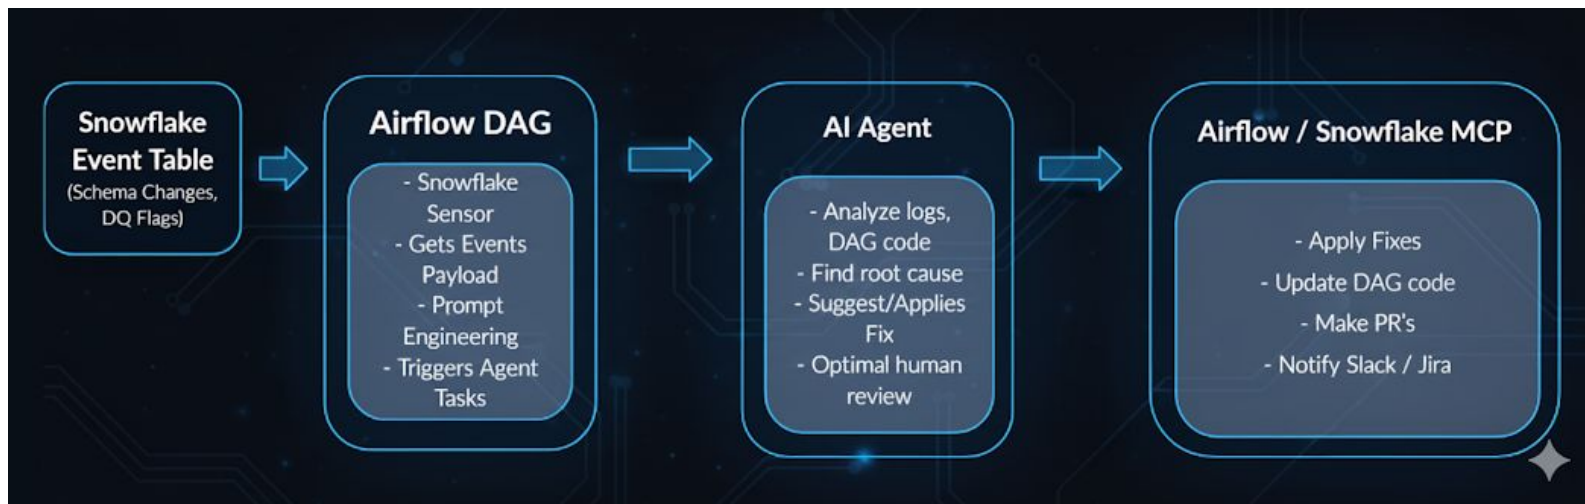 Snowflake
Event Table
(Schema Changes,
DQ Flags)
Airflow DAG
- Snowflake
Sensor
- Gets Events
Payload
- Prompt
Engineering
- Triggers Agent
Tasks
AI Agent
- Analyze logs,
DAG code
- Find root cause
- Suggest/Applies
Fix
- Optimal human
review
Airflow / Snowflake MCP
- Apply Fixes
- Update DAG code
- Make PR's
- Notify Slack / Jira